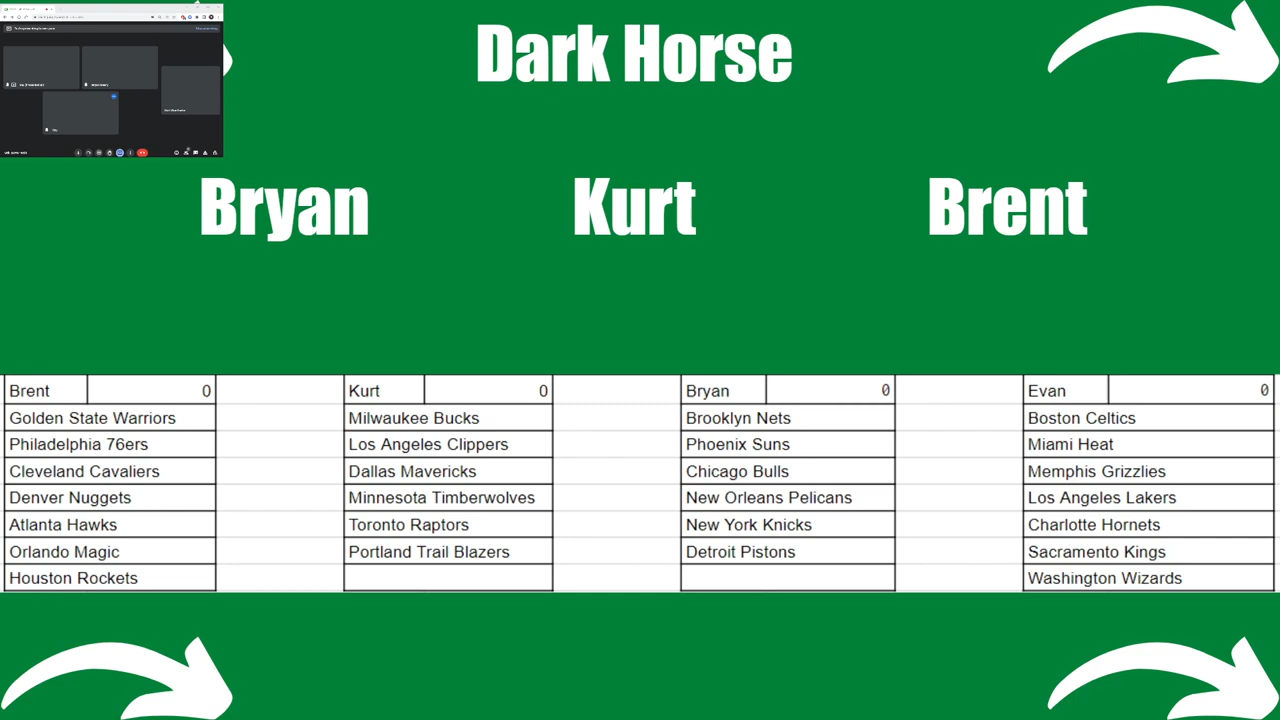 Dark Horse
Bryan Kurt Brent
Brent 0 Kurt 0 Bryan 0 Evan 0
Golden State Warriors Milwaukee Bucks Brooklyn Nets Boston Celtics
Philadelphia 76ers Los Angeles Clippers Phoenix Suns Miami Heat
Cleveland Cavaliers Dallas Mavericks Chicago Bulls Memphis Grizzlies
Denver Nuggets Minnesota Timberwolves New Orleans Pelicans Los Angeles Lakers
Atlanta Hawks Toronto Raptors New York Knicks Charlotte Hornets
Orlando Magic Portland Trail Blazers Detroit Pistons Sacramento Kings
Houston Rockets Washington Wizards